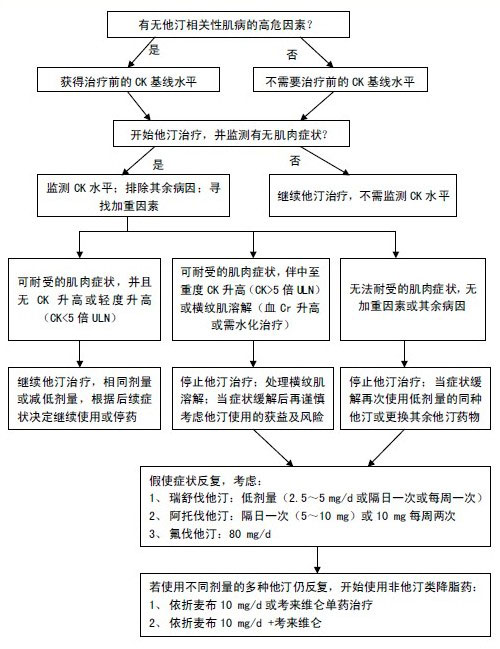 有无他汀相关性肌病的高危因素？
是
否
获得治疗前的 CK 基线水平
不需要治疗前的 CK 基线水平
开始他汀治疗，并监测有无肌肉症状？
是
否
监测 CK 水平；排除其余病因；寻
找加重因素
继续他汀治疗，不需监测 CK 水平
可耐受的肌肉症状，并且
无 CK 升高或轻度升高
（CK<5 倍 ULN）
可耐受的肌肉症状，伴中至
重度 CK 升高（CK>5 倍 ULN）
或横纹肌溶解（血 Cr 升高
或需水化治疗）
无法耐受的肌肉症状，无
加重因素或其余病因
继续他汀治疗，相同剂量
或减低剂量，根据后续症
状决定继续使用或停药
停止他汀治疗；处理横纹肌
溶解；当症状缓解后再谨慎
考虑他汀使用的获益及风险
停止他汀治疗；当症状缓
解再次使用低剂量的同种
他汀或更换其余他汀药物
假使症状反复，考虑：
1、 瑞舒伐他汀：低剂量（2.5～5 mg/d 或隔日一次或每周一次）
2、 阿托伐他汀：隔日一次（5～10 mg）或 10 mg 每周两次
3、 氟伐他汀：80 mg/d
若使用不同剂量的多种他汀仍反复，开始使用非他汀类降脂药：
1、 依折麦布 10 mg/d 或考来维仑单药治疗
2、 依折麦布 10 mg/d +考来维仑